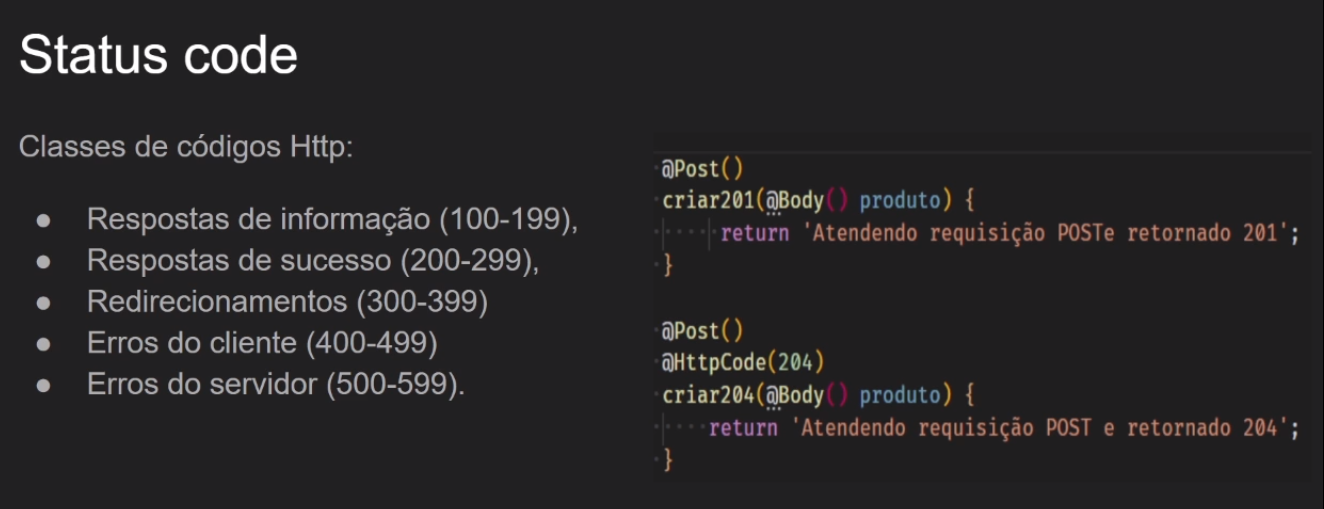 Status code
Classes de códigos Http:
● Respostas de informação (100-199),
● Respostas de sucesso (200-299),
● Redirecionamentos (300-399)
● Erros do cliente (400-499)
● Erros do servidor (500-599).
@Post()
criar201(@Body() produto) {
return 'Atendendo requisição POSTe retornado 201';
}
@Post()
@HttpCode(204)
criar204(@Body() produto) {
return 'Atendendo requisição POST e retornado 204';
}